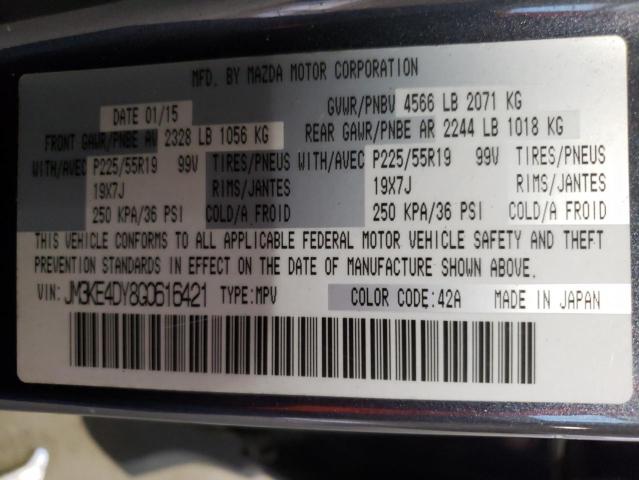 MFD. BY MAZDA MOTOR CORPORATION
DATE 01/15 GVWR/PNBV 4566 LB 2071 KG
FRONT GAWR/PNBE AV 2328 LB 1056 KG REAR GAWR/PNBE AR 2244 LB 1018 KG
WITH/AVEC P225/55R19 99V TIRES/PNEUS WITH/AVEC P225/55R19 99V TIRES/PNEUS
19X7J RIMS/JANTES 19X7J RIMS/JANTES
250 KPA/36 PSI COLD/A FROID 250 KPA/36 PSI COLD/A FROID
THIS VEHICLE CONFORMS TO ALL APPLICABLE FEDERAL MOTOR VEHICLE SAFETY AND THEFT
PREVENTION STANDARDS IN EFFECT ON THE DATE OF MANUFACTURE SHOWN ABOVE.
VIN: JM3KE4DY8G0616421 TYPE:MPV COLOR CODE:42A MADE IN JAPAN